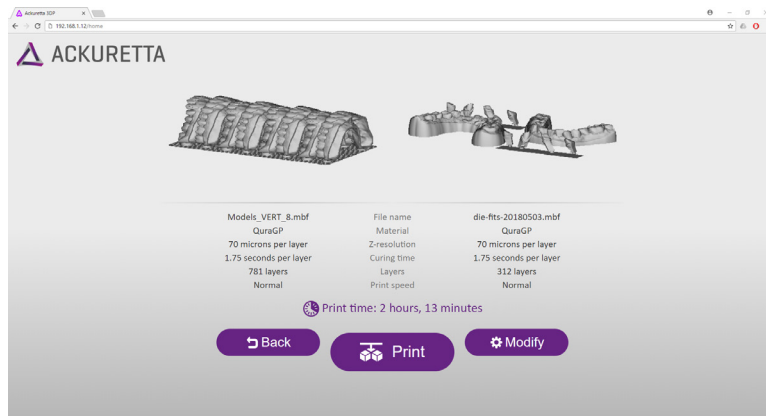 Ackuretta 3DP
192.168.1.12/home
ACKURETTA
Models_VERT_8.mbf File name die-fits-20180503.mbf
QuraGP Material QuraGP
70 microns per layer Z-resolution 70 microns per layer
1.75 seconds per layer Curing time 1.75 seconds per layer
781 layers Layers 312 layers
Normal Print speed Normal
Print time: 2 hours, 13 minutes
Back Print Modify